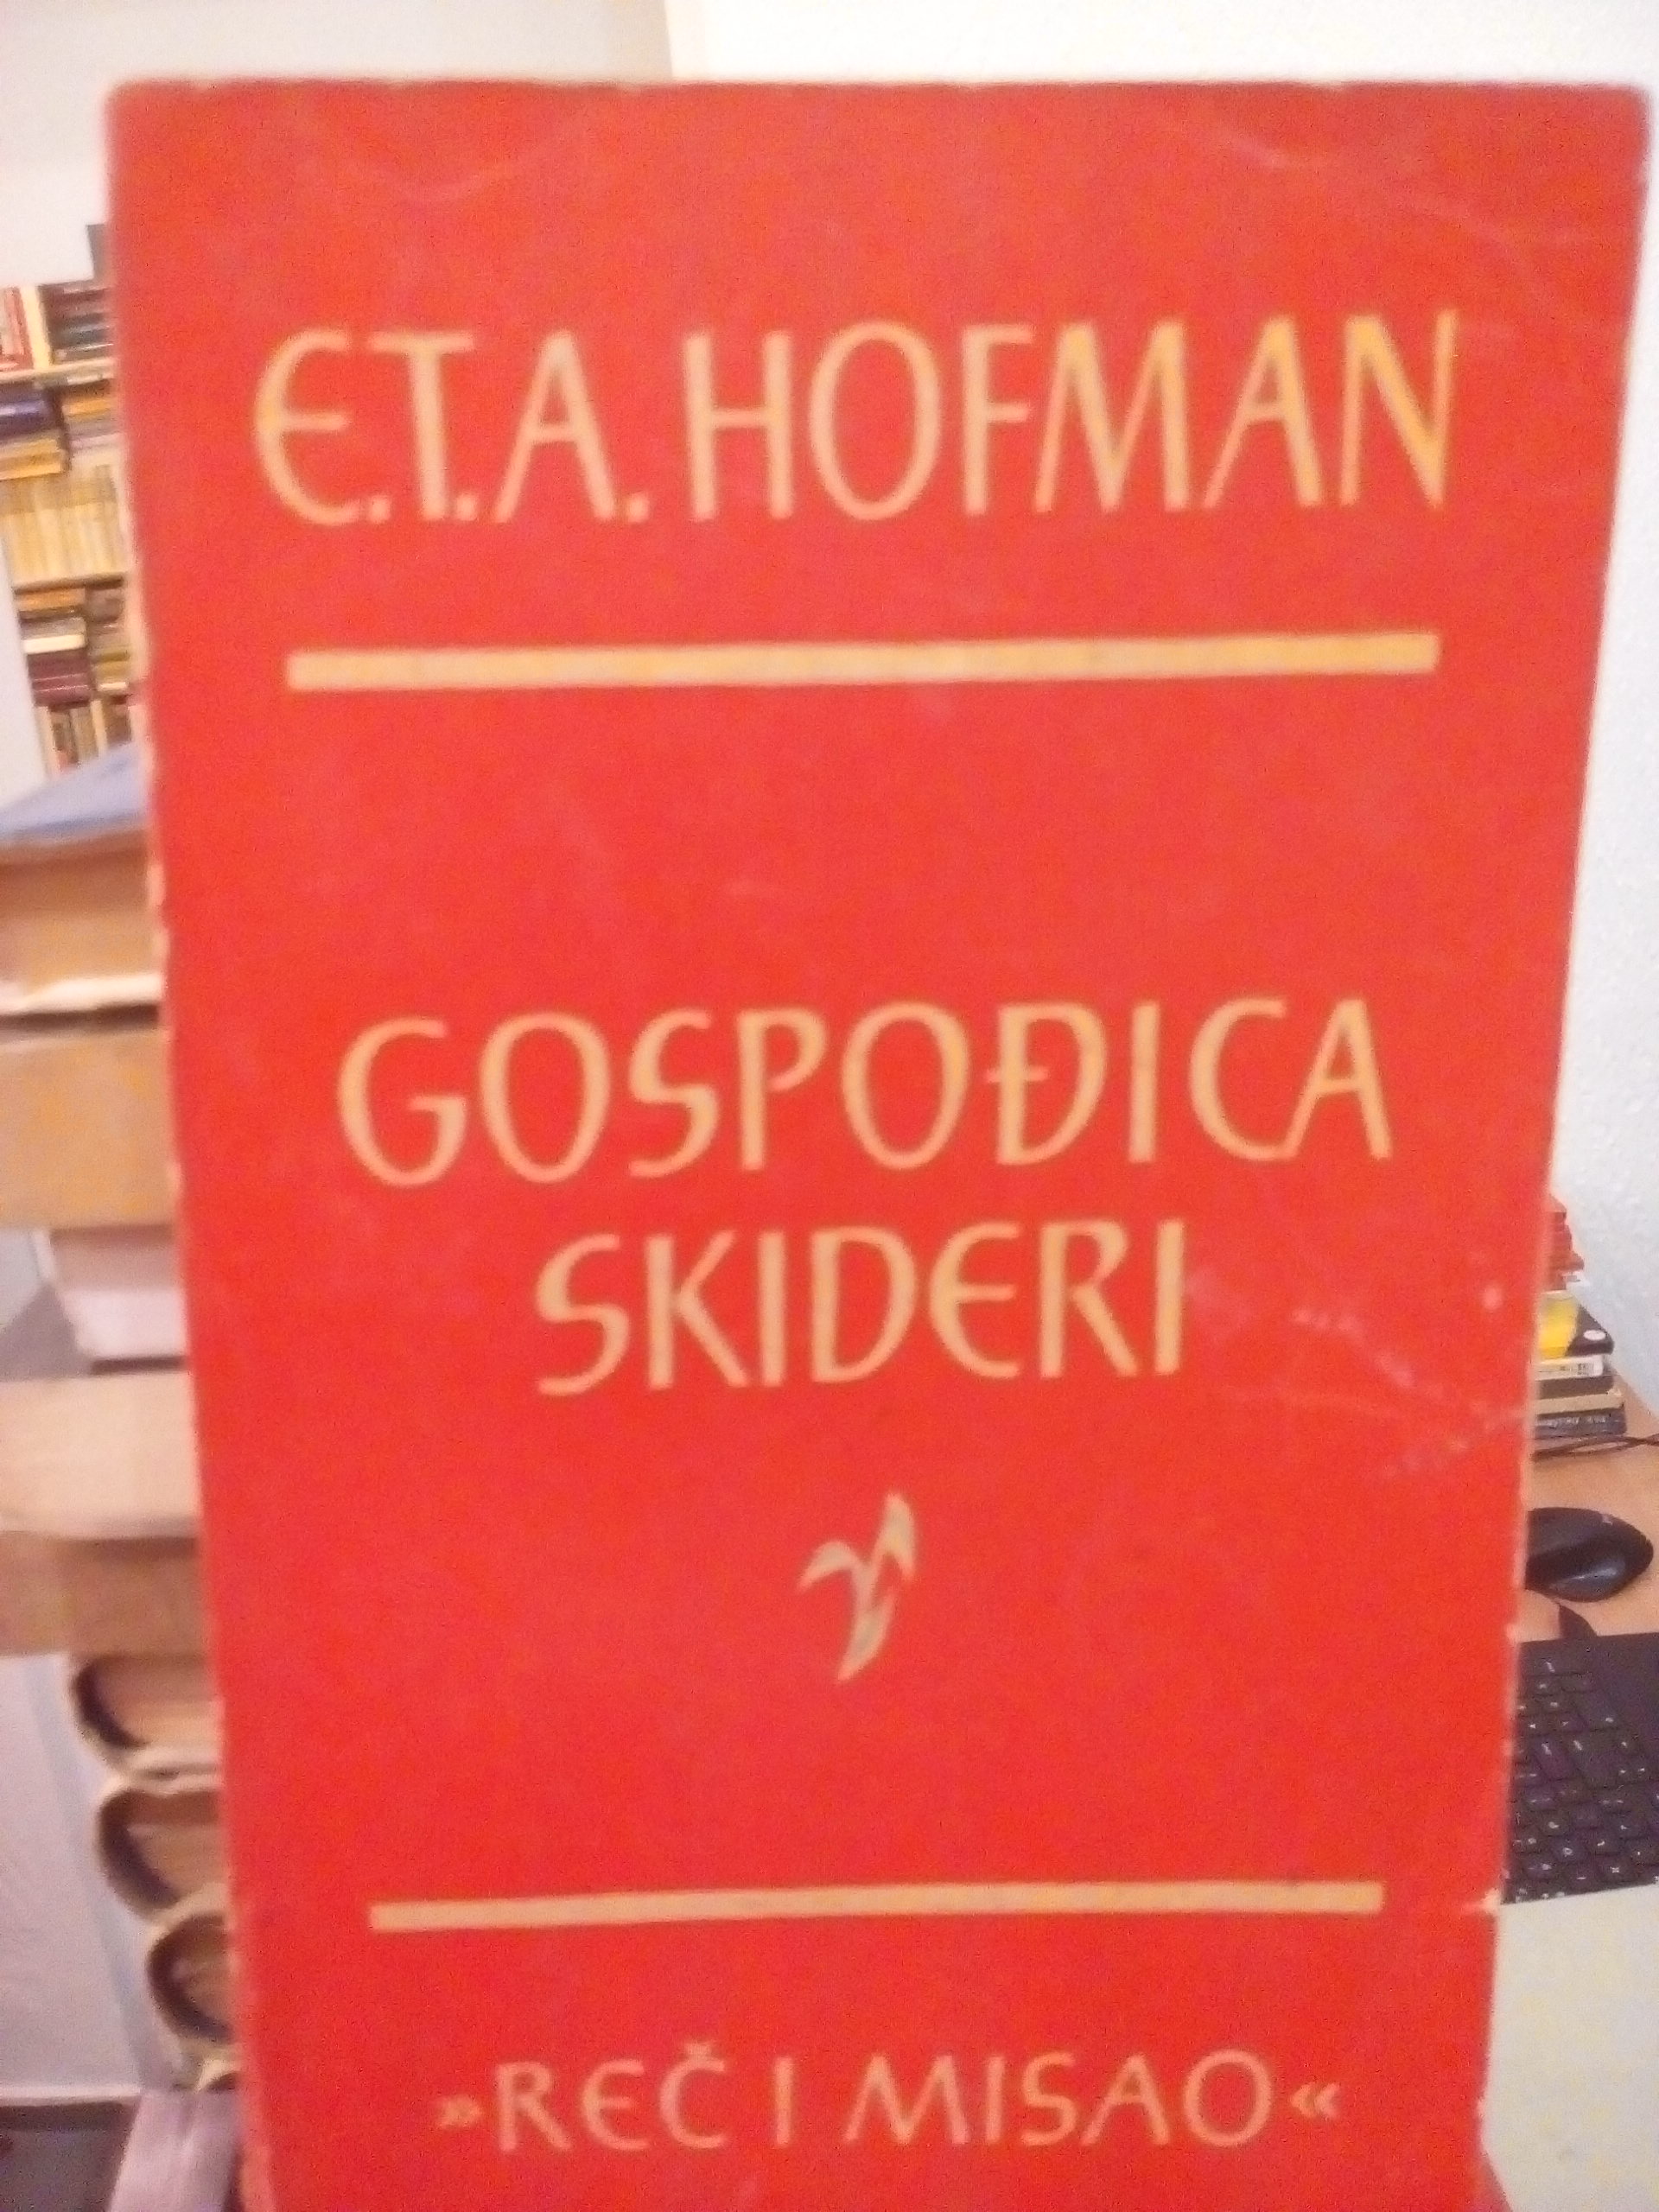 E.T.A. HOFMAN
GOSPOĐICA
SKIDERI
»REČ I MISAO«